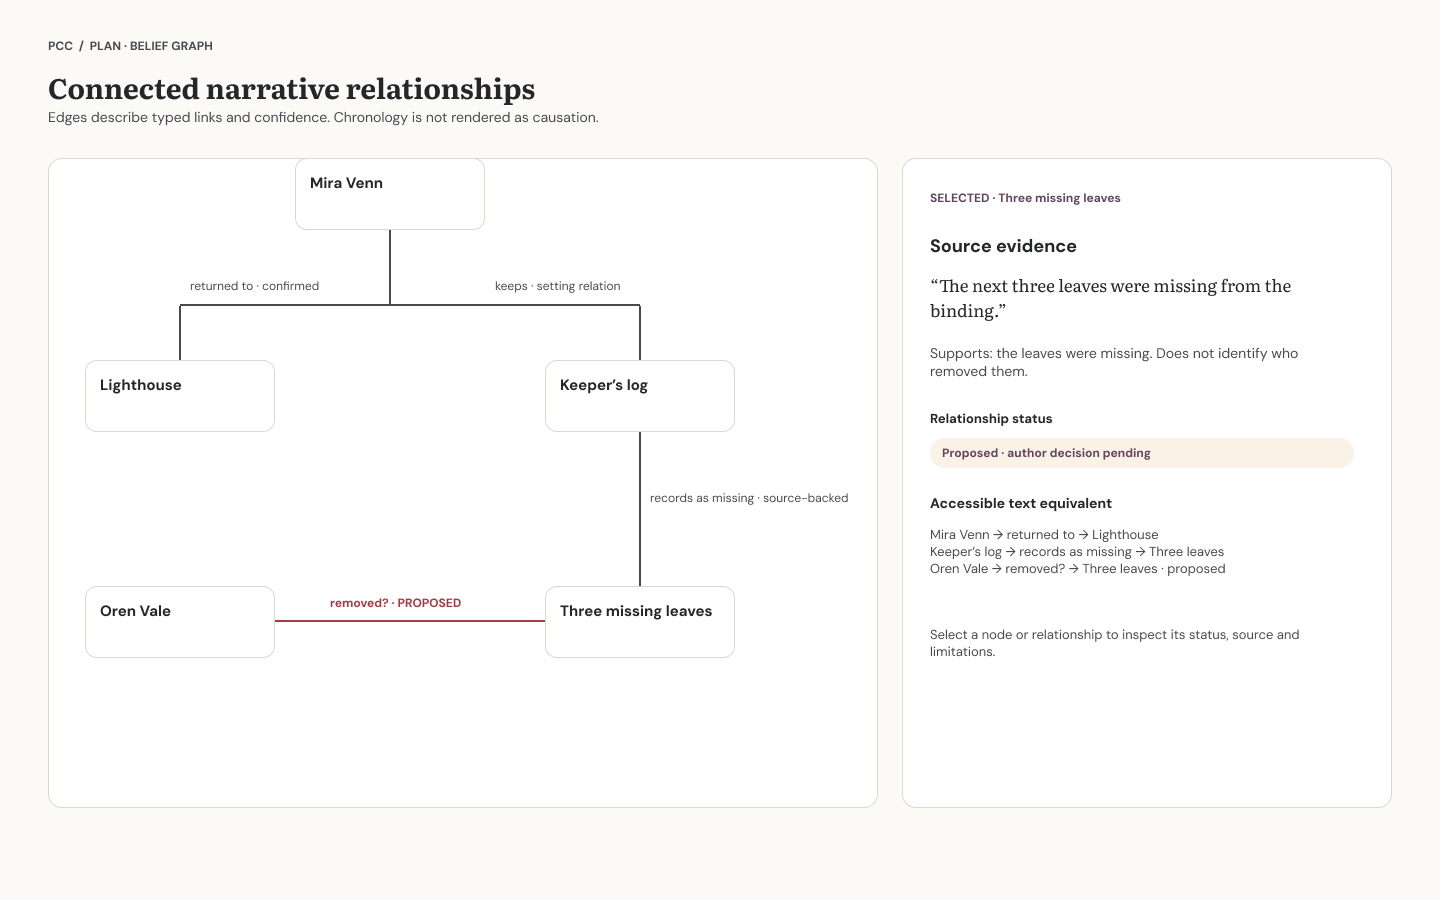 PCC / PLAN · BELIEF GRAPH
Connected narrative relationships
Edges describe typed links and confidence. Chronology is not rendered as causation.
Mira Venn
returned to · confirmed
keeps · setting relation
Lighthouse
Keeper’s log
records as missing · source-backed
Oren Vale
removed? · PROPOSED
Three missing leaves
SELECTED · Three missing leaves
Source evidence
“The next three leaves were missing from the
binding.”
Supports: the leaves were missing. Does not identify who
removed them.
Relationship status
Proposed · author decision pending
Accessible text equivalent
Mira Venn → returned to → Lighthouse
Keeper’s log → records as missing → Three leaves
Oren Vale → removed? → Three leaves · proposed
Select a node or relationship to inspect its status, source and
limitations.